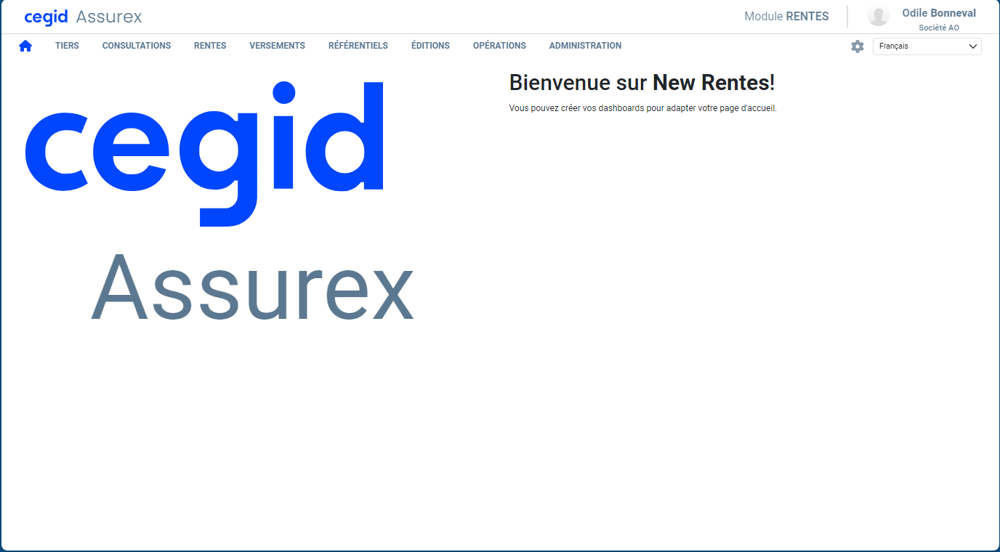 cegid Assurex
Module RENTES
Odile Bonneval
Société AO
TIERS CONSULTATIONS RENTES VERSEMENTS RÉFÉRENTIELS ÉDITIONS OPÉRATIONS ADMINISTRATION
Français
cegid
Assurex
Bienvenue sur New Rentes!
Vous pouvez créer vos dashboards pour adapter votre page d'accueil.